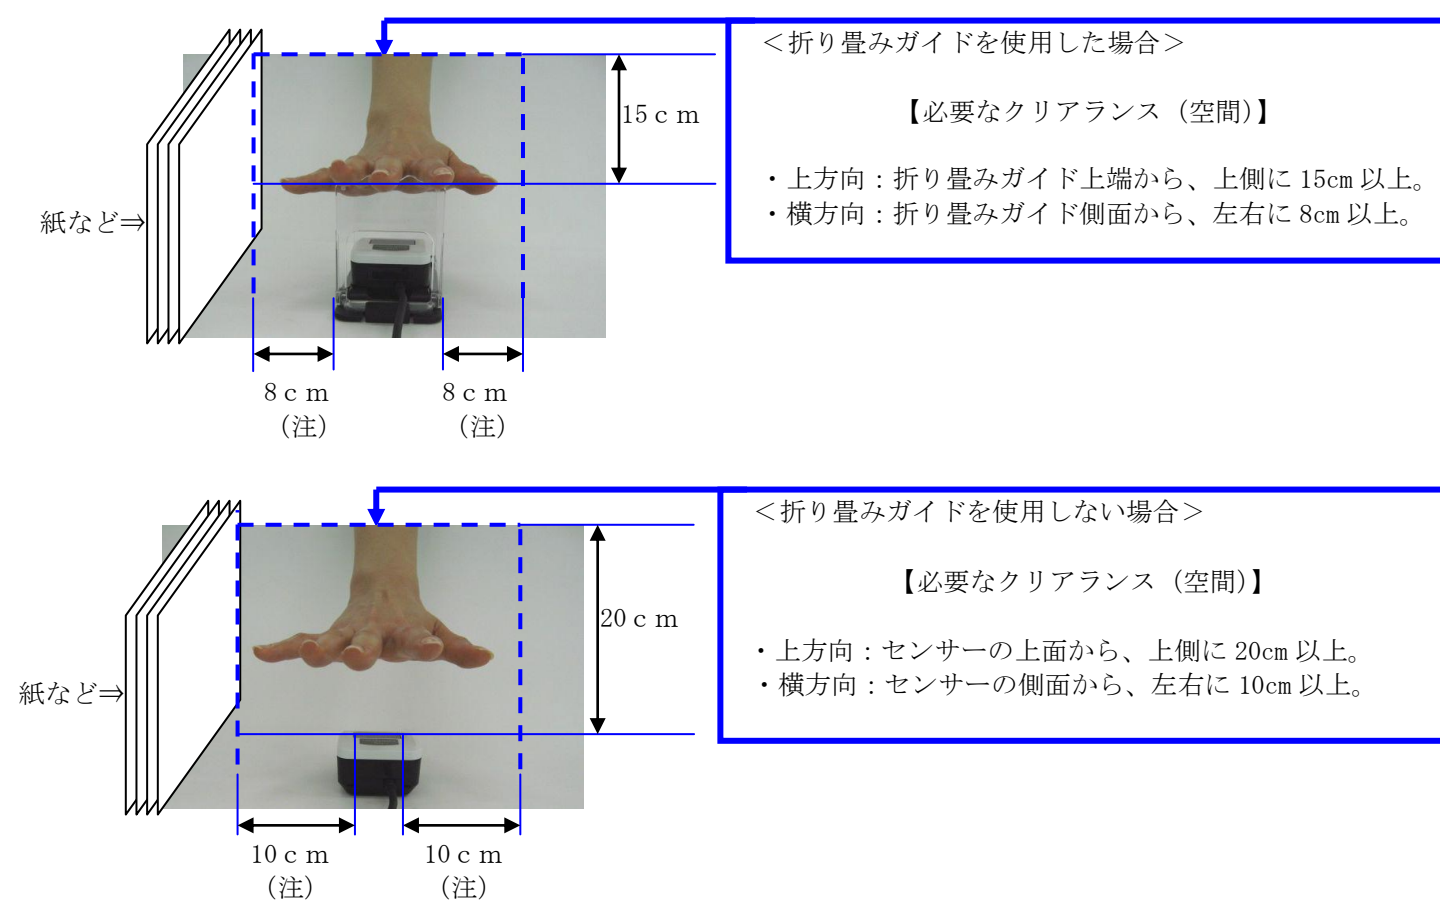 ＜折り畳みガイドを使用した場合＞
【必要なクリアランス（空間）】
・上方向：折り畳みガイド上端から、上側に 15cm 以上。
・横方向：折り畳みガイド側面から、左右に 8cm 以上。
15ｃｍ
紙など⇒
8ｃｍ
（注）
8ｃｍ
（注）
＜折り畳みガイドを使用しない場合＞
【必要なクリアランス（空間）】
・上方向：センサーの上面から、上側に 20cm 以上。
・横方向：センサーの側面から、左右に 10cm 以上。
20ｃｍ
紙など⇒
10ｃｍ
（注）
10ｃｍ
（注）